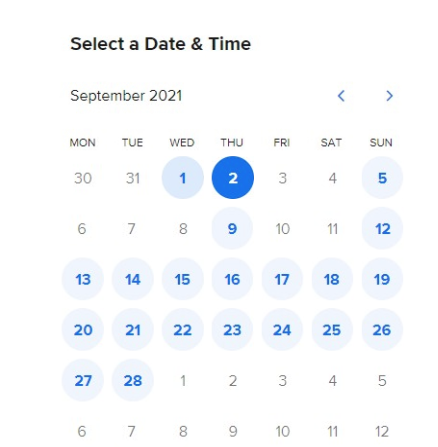 Select a Date & Time
September 2021
MON TUE WED THU FRI SAT SUN
30 31 1 2 3 4 5
6 7 8 9 10 11 12
13 14 15 16 17 18 19
20 21 22 23 24 25 26
27 28 1 2 3 4 5
6 7 8 9 10 11 12